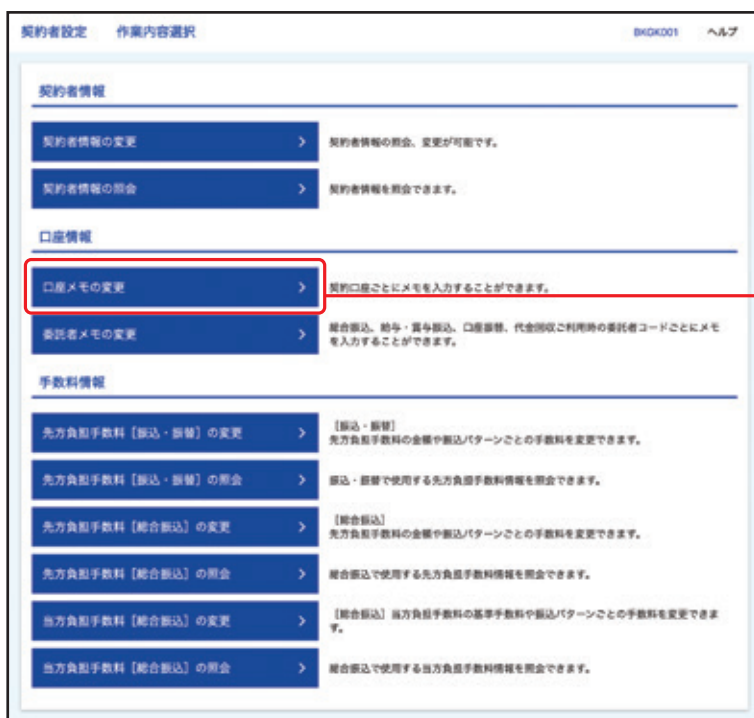 契約者設定 作業内容選択 BKGK001 ヘルプ
契約者情報
契約者情報の変更 契約者情報の照会、変更が可能です。
契約者情報の照会 契約者情報を照会できます。
口座情報
口座メモの変更 契約口座ごとにメモを入力することができます。
委託者メモの変更 総合振込、給与・賞与振込、口座振替、代金回収ご利用時の委託者コードごとにメモ
を入力することができます。
手数料情報
先方負担手数料［振込・振替］の変更 ［振込・振替］
先方負担手数料の金額や振込パターンごとの手数料を変更できます。
先方負担手数料［振込・振替］の照会 振込・振替で使用する先方負担手数料情報を照会できます。
先方負担手数料［総合振込］の変更 ［総合振込］
先方負担手数料の金額や振込パターンごとの手数料を変更できます。
先方負担手数料［総合振込］の照会 総合振込で使用する先方負担手数料情報を照会できます。
当方負担手数料［総合振込］の変更 ［総合振込］当方負担手数料の基準手数料や振込パターンごとの手数料を変更できま
す。
当方負担手数料［総合振込］の照会 総合振込で使用する当方負担手数料情報を照会できます。